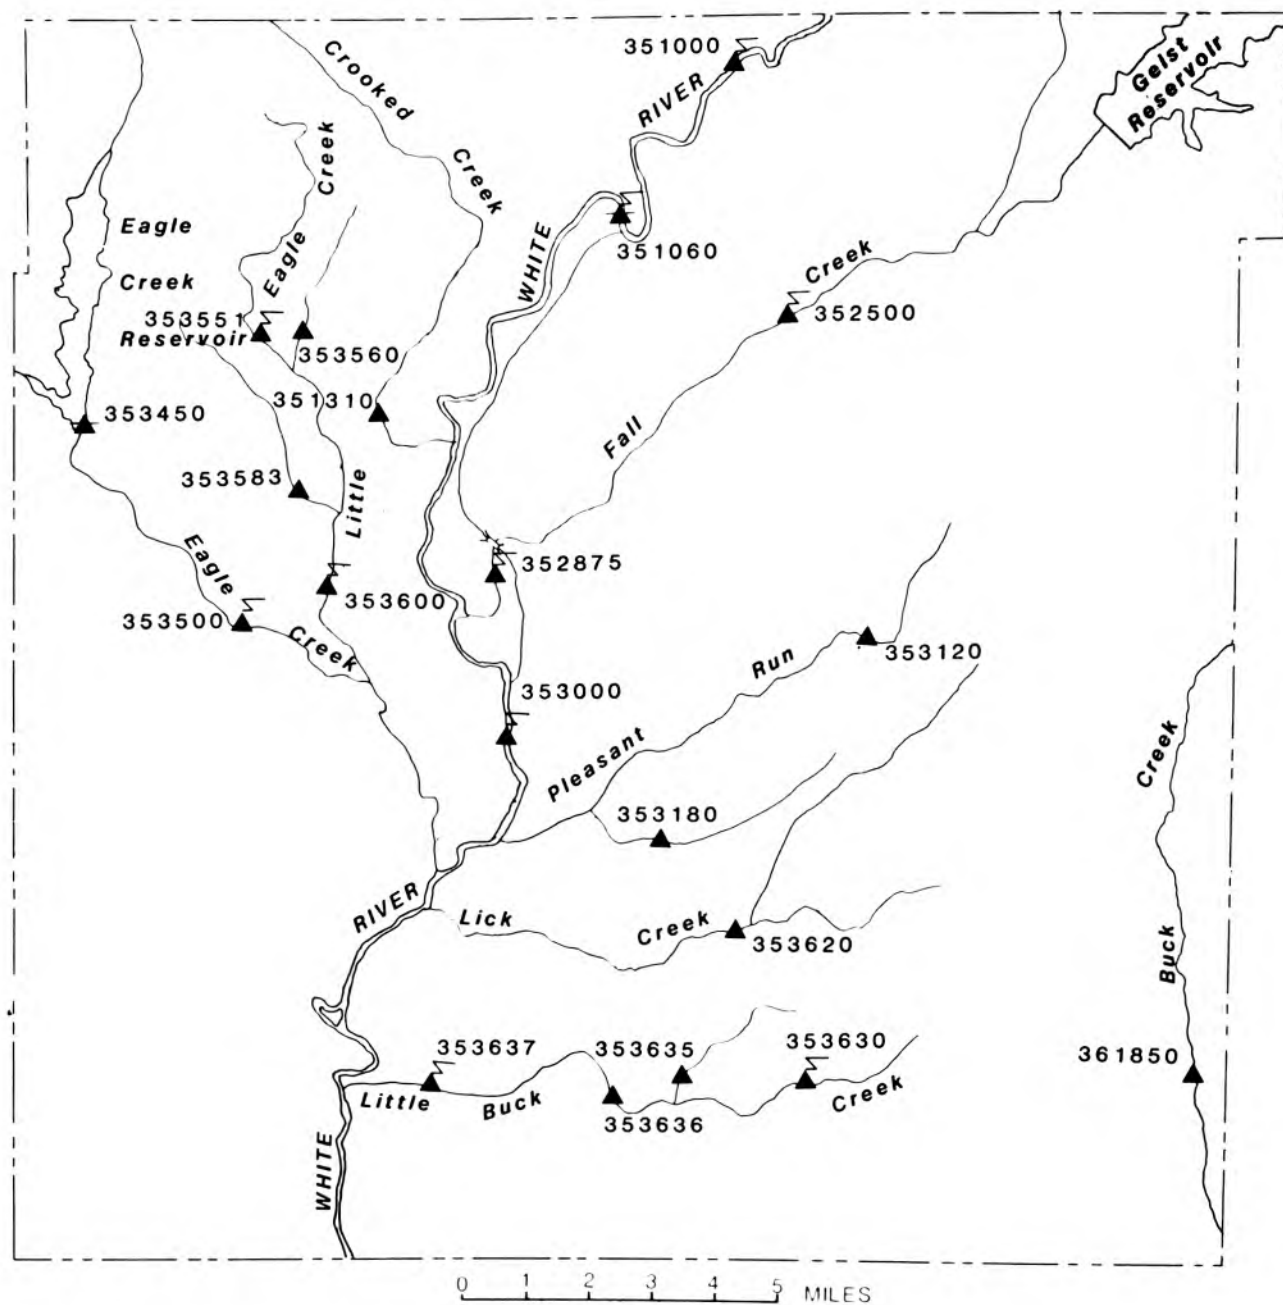 351000
Geist
Reservoir
Crooked
Creek
RIVER
Creek
351060
WHITE
Eagle
Creek
Reservoir
Eagle
Creek
353551
353560
351310
353450
Creek
Fall
352500
353583
Little
Eagle
Creek
353500
353600
352875
353000
353120
Pleasant
Run
353180
RIVER
Lick
Creek
353620
Creek
Buck
361850
353637
353635
353630
353636
Little
Buck
Creek
WHITE
0 1 2 3 4 5 MILES